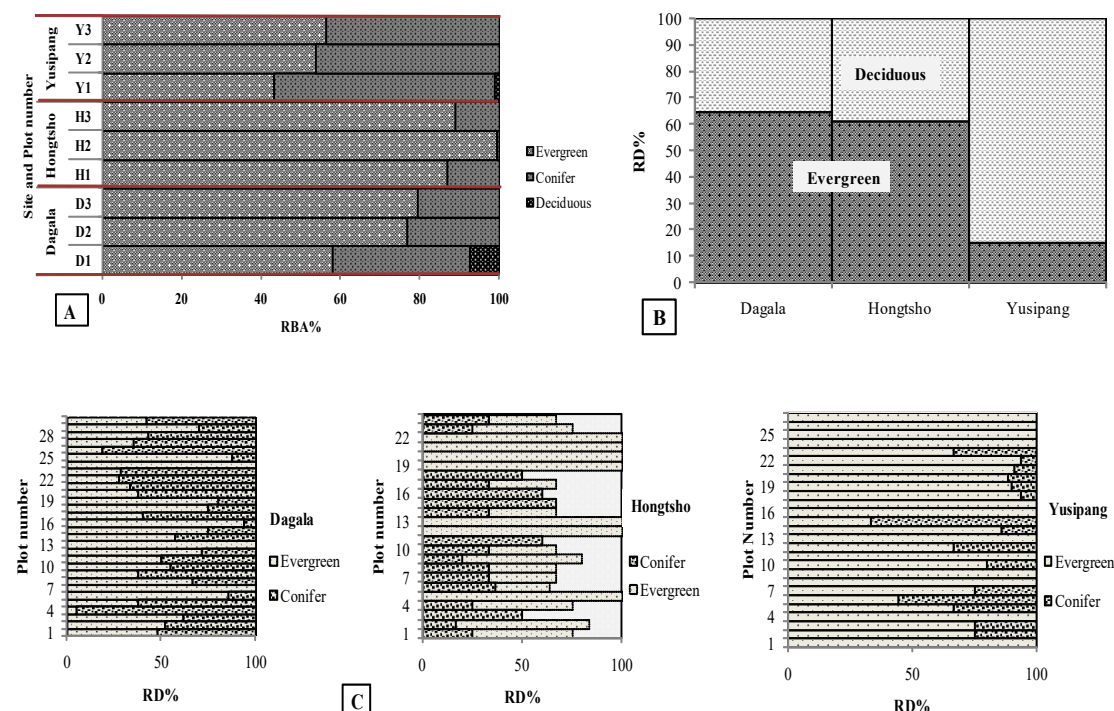 Site and Plot number
Yusipang
Hongtsho
Dagala
Y3
Y2
Y1
H3
H2
H1
D3
D2
D1
0 20 40 60 80 100
RBA%
A
Evergreen
Conifer
Deciduous
RD%
100
90
80
70
60
50
40
30
20
10
0
Deciduous
Evergreen
Dagala Hongtsho Yusipang
B
Plot number
28
25
22
19
16
13
10
7
4
1
0 50 100
RD%
Dagala
Evergreen
Conifer
C
Plot number
22
19
16
13
10
7
4
1
0 50 100
RD%
Hongtsho
Conifer
Evergreen
Plot Number
25
22
19
16
13
10
7
4
1
0 50 100
RD%
Yusipang
Evergreen
Conifer